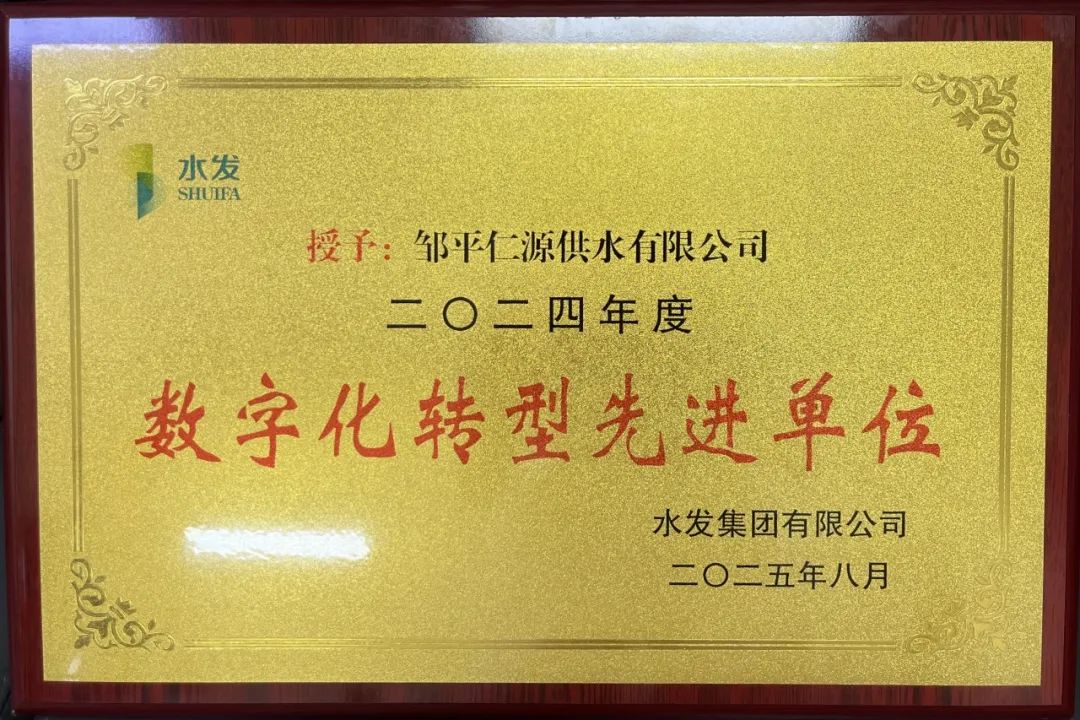 水发
SHUIFA
授予：邹平仁源供水有限公司
二〇二四年度
数字化转型先进单位
水发集团有限公司
二〇二五年八月